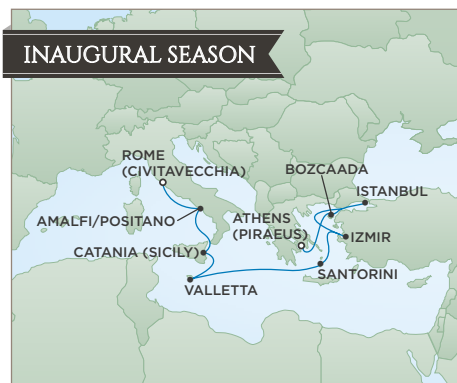 INAUGURAL SEASON
ROME
(CIVITAVECCHIA)
BOZCAADA
ISTANBUL
AMALFI/POSITANO
ATHENS
(PIRAEUS)
IZMIR
CATANIA (SICILY)
SANTORINI
VALLETTA